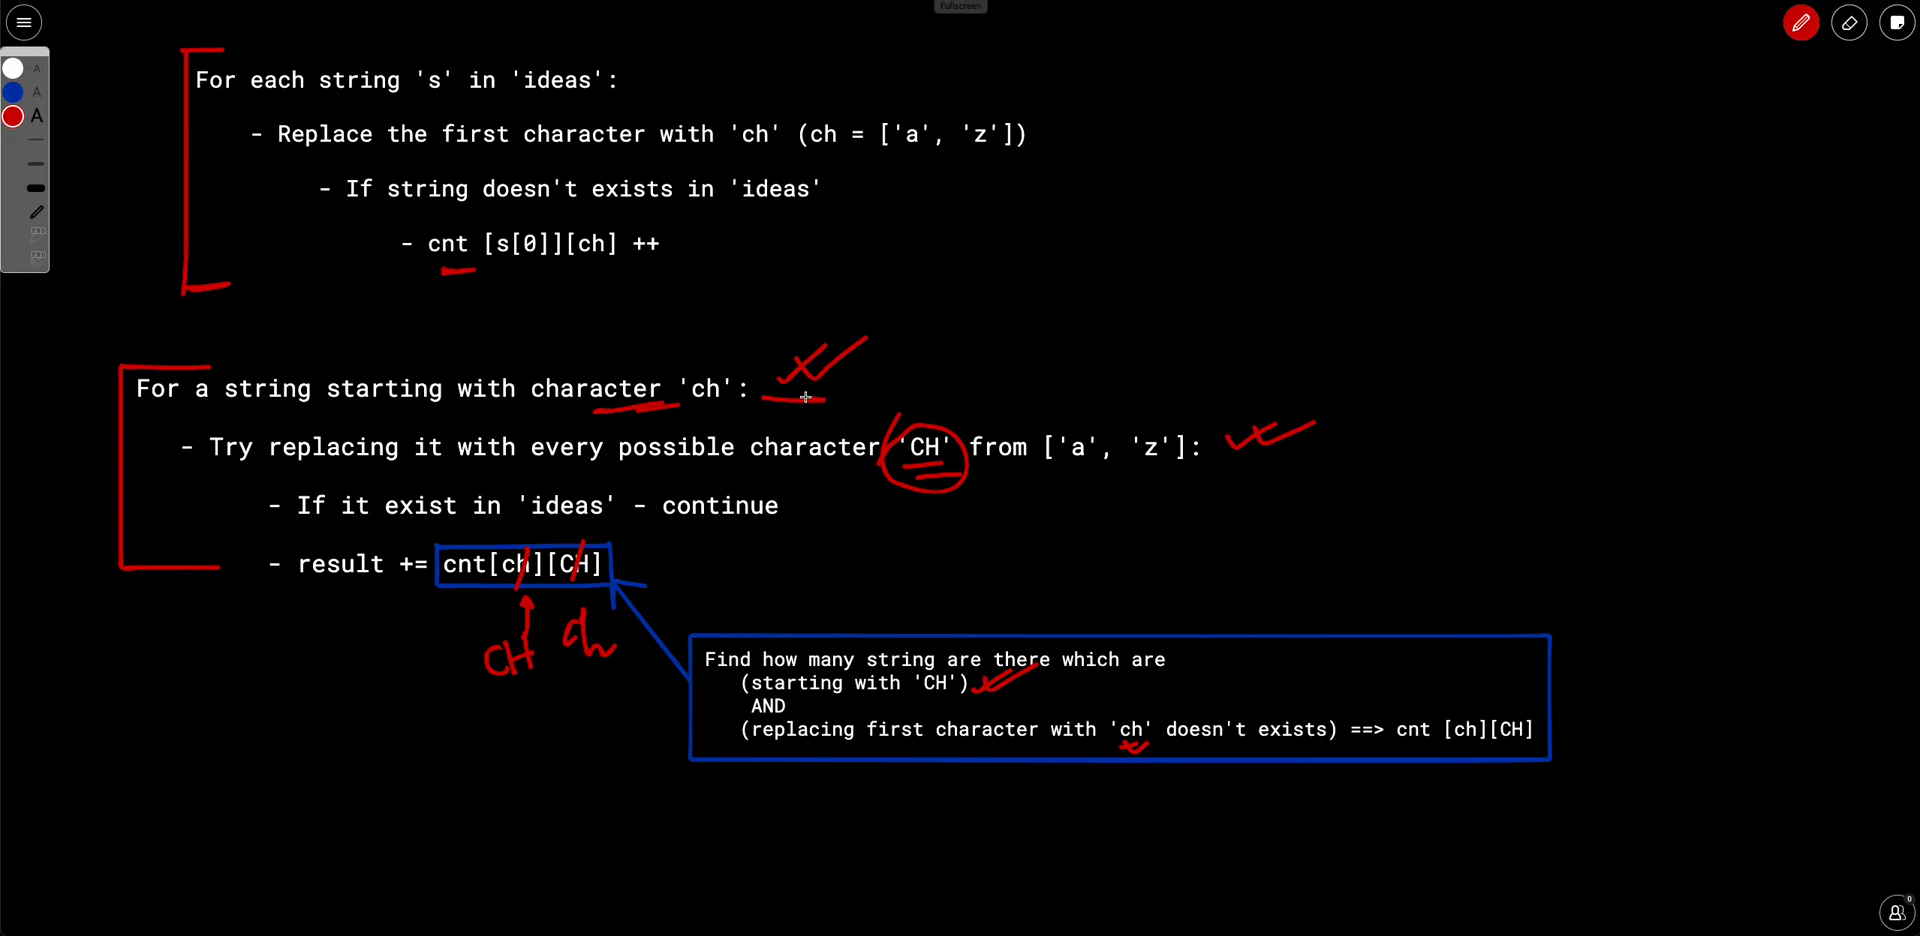 Fullscreen
A
A
A
PRO
PRO
For each string 's' in 'ideas':
- Replace the first character with 'ch' (ch = ['a', 'z'])
- If string doesn't exists in 'ideas'
- cnt [s[0]][ch] ++
For a string starting with character 'ch':
- Try replacing it with every possible character 'CH' from ['a', 'z']:
- If it exist in 'ideas' - continue
- result += cnt[ch][CH]
CH ch
Find how many string are there which are
(starting with 'CH')
AND
(replacing first character with 'ch' doesn't exists) ==> cnt [ch][CH]
0